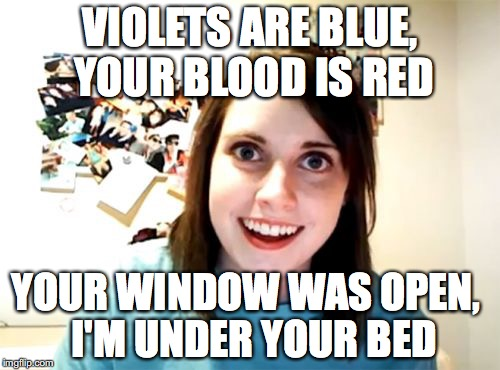 VIOLETS ARE BLUE,
YOUR BLOOD IS RED
YOUR WINDOW WAS OPEN,
I'M UNDER YOUR BED
imgflip.com